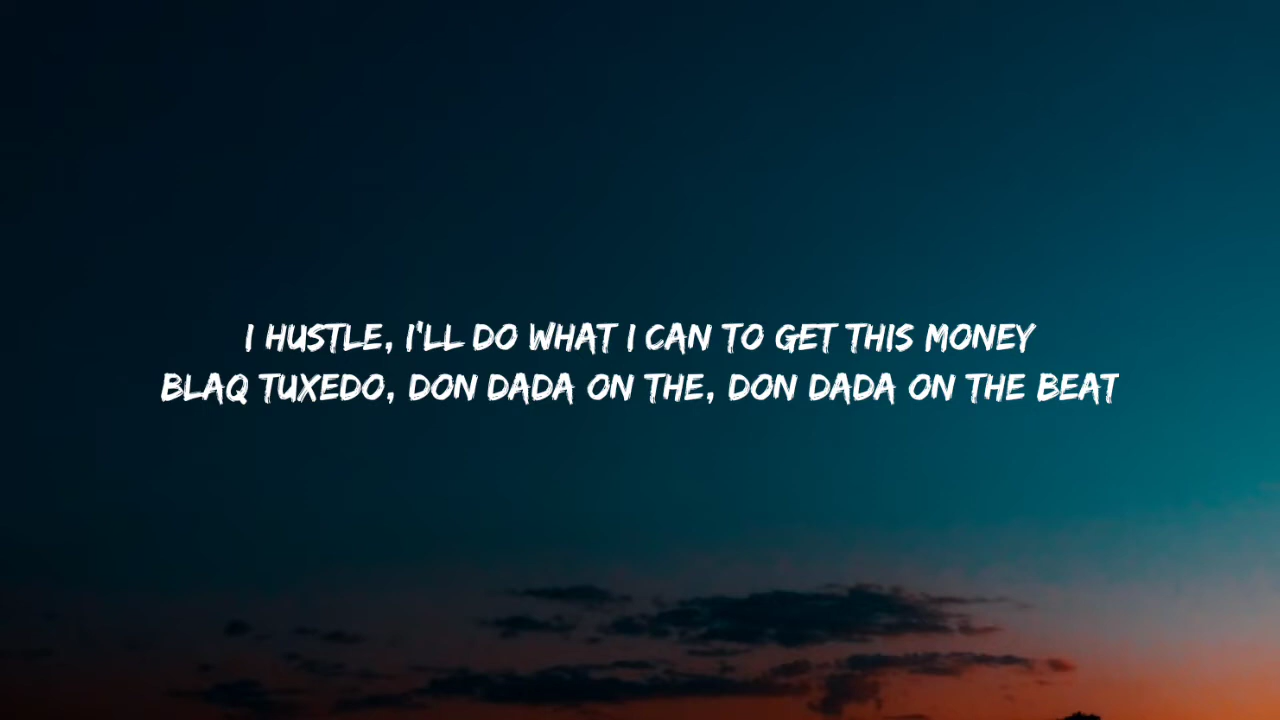 I HUSTLE, I'LL DO WHAT I CAN TO GET THIS MONEY
BLAQ TUXEDO, DON DADA ON THE, DON DADA ON THE BEAT